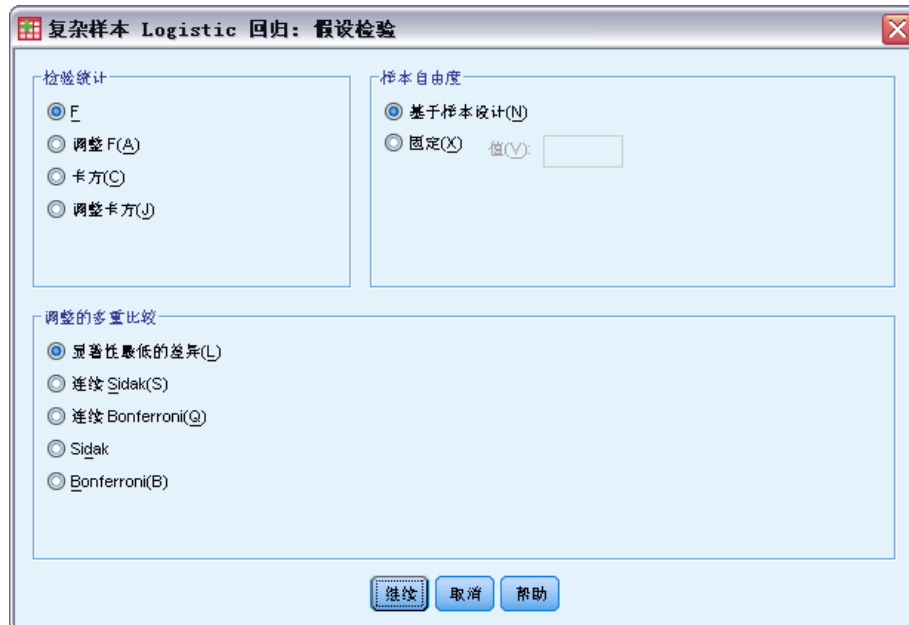 复杂样本 Logistic 回归：假设检验
检验统计
F
调整 F(A)
卡方(C)
调整卡方(J)
样本自由度
基于样本设计(N)
固定(X) 值(V):
调整的多重比较
显著性最低的差异(L)
连续 Sidak(S)
连续 Bonferroni(Q)
Sidak
Bonferroni(B)
继续 取消 帮助